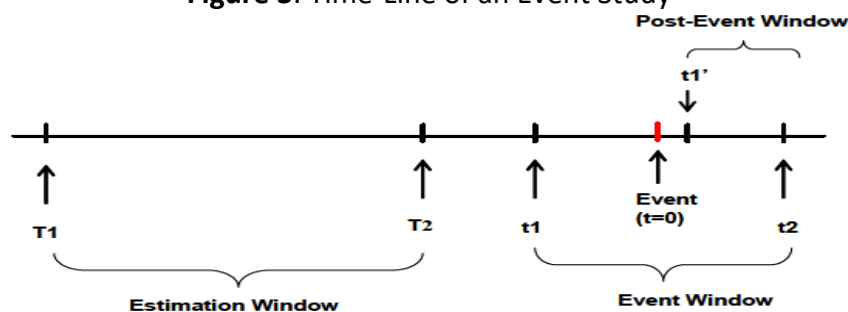 Figure 3: Time-Line of an Event Study
Post-Event Window
t1’
T1
T2
t1
Event
(t=0)
t2
Estimation Window
Event Window